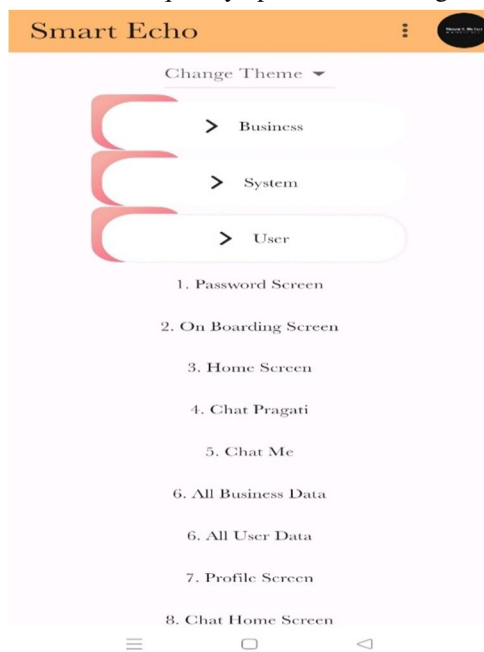 Smart Echo
Change Theme
Business
System
User
1. Password Screen
2. On Boarding Screen
3. Home Screen
4. Chat Pragati
5. Chat Me
6. All Business Data
6. All User Data
7. Profile Screen
8. Chat Home Screen